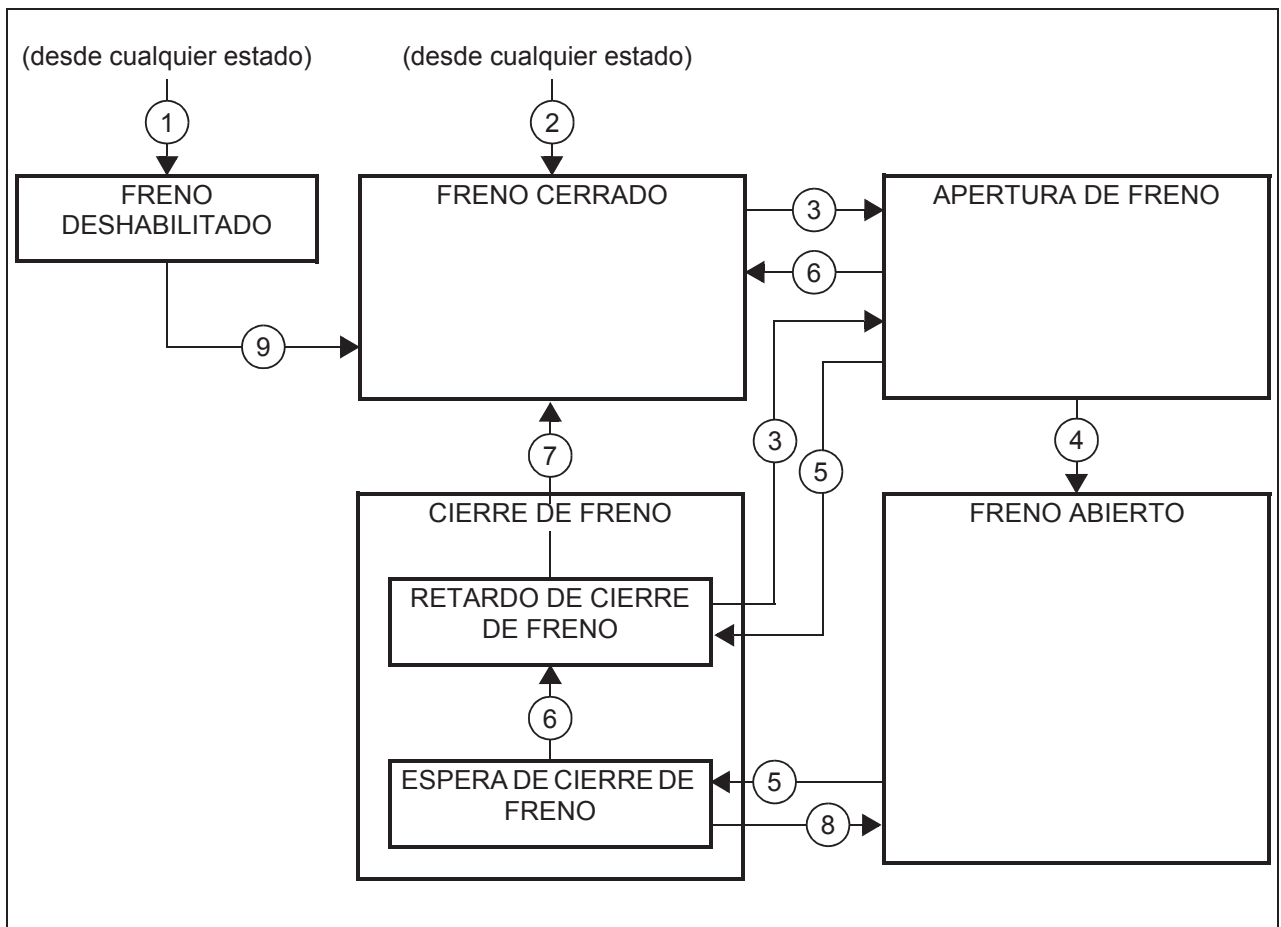 (desde cualquier estado)
(desde cualquier estado)
1
2
FRENO
DESHABILITADO
FRENO CERRADO
APERTURA DE FRENO
3
6
9
3
5
4
7
CIERRE DE FRENO
FRENO ABIERTO
RETARDO DE CIERRE
DE FRENO
6
ESPERA DE CIERRE DE
FRENO
5
8